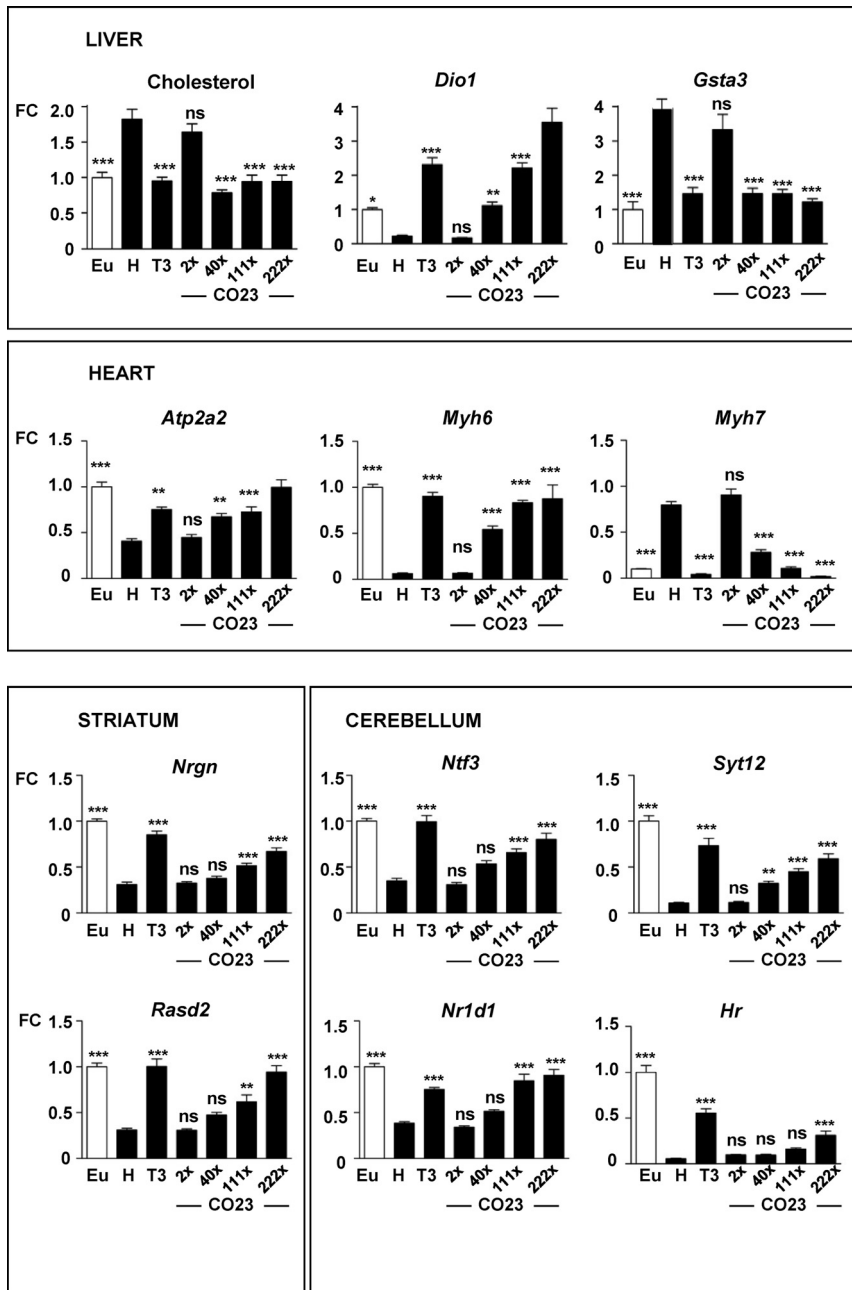 LIVER
Cholesterol
Dio1
Gsta3
FC
2.0
1.5
1.0
0.5
0
*** *** ns *** *** ***
Eu H T3 2x 40x 111x 222x
CO23
4
3
2
1
0
* *** ns ** ***
Eu H T3 2x 40x 111x 222x
CO23
4
3
2
1
0
*** *** ns *** *** ***
Eu H T3 2x 40x 111x 222x
CO23
HEART
Atp2a2
Myh6
Myh7
FC
1.5
1.0
0.5
0
*** ** ns ** ***
Eu H T3 2x 40x 111x 222x
CO23
1.5
1.0
0.5
0
*** *** ns *** *** ***
Eu H T3 2x 40x 111x 222x
CO23
1.5
1.0
0.5
0
*** *** ns *** *** ***
Eu H T3 2x 40x 111x 222x
CO23
STRIATUM
Nrgn
FC
1.5
1.0
0.5
0
*** *** ns ns *** ***
Eu H T3 2x 40x 111x 222x
CO23
Rasd2
FC
1.5
1.0
0.5
0
*** *** ns ns ** ***
Eu H T3 2x 40x 111x 222x
CO23
CEREBELLUM
Ntf3
Syt12
1.5
1.0
0.5
0
*** *** ns ns *** ***
Eu H T3 2x 40x 111x 222x
CO23
1.5
1.0
0.5
0
*** *** ns ** *** ***
Eu H T3 2x 40x 111x 222x
CO23
Nr1d1
Hr
1.5
1.0
0.5
0
*** *** ns ns *** ***
Eu H T3 2x 40x 111x 222x
CO23
1.5
1.0
0.5
0
*** *** ns ns ns ***
Eu H T3 2x 40x 111x 222x
CO23